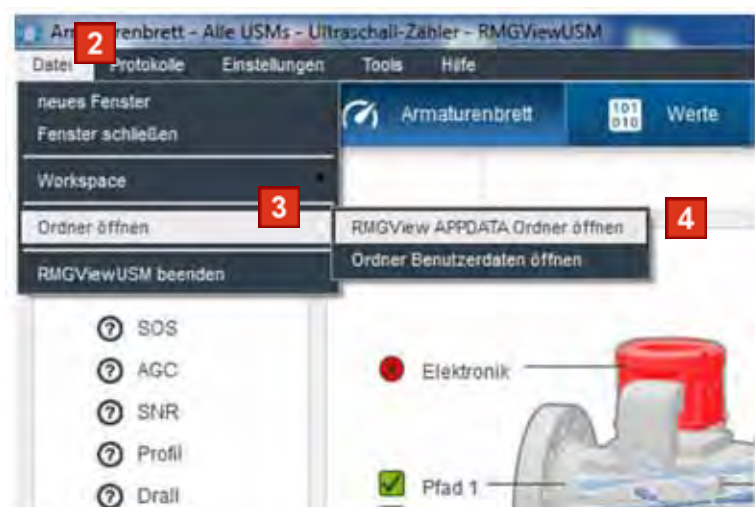 Armaturenbrett - Alle USMs - Ultraschall-Zähler - RMGViewUSM
2
Datei Protokolle Einstellungen Tools Hilfe
neues Fenster
Fenster schließen
Workspace
3
Ordner öffnen
RMGViewUSM beenden
RMGView APPDATA Ordner öffnen
4
Ordner Benutzerdaten öffnen
Armaturenbrett
101
010
Werte
SOS
AGC
SNR
Profil
Drall
Elektronik
Pfad 1